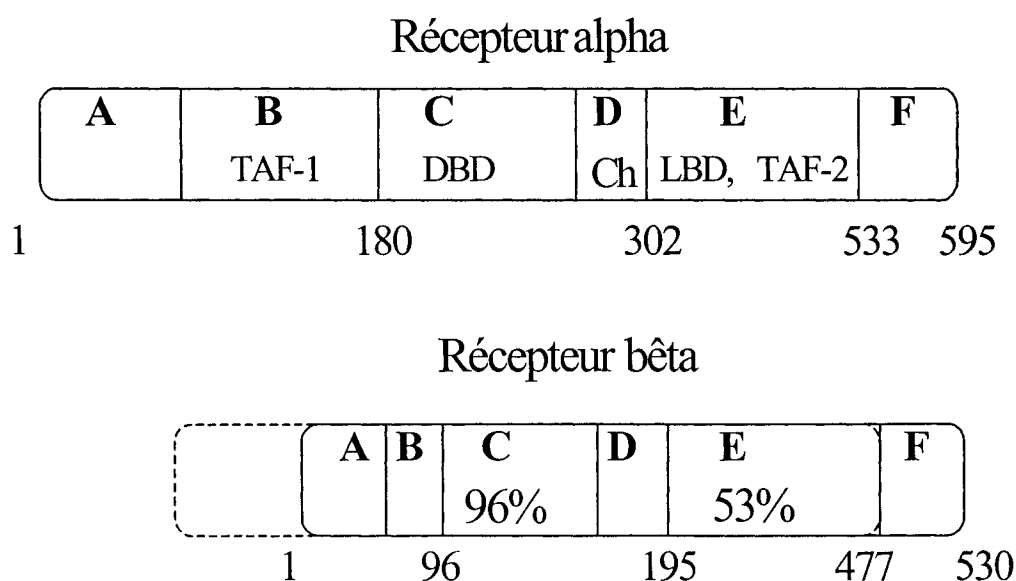 Récepteur alpha
A B C D E F
TAF-1 DBD Ch LBD, TAF-2
1 180 302 533 595
Récepteur bêta
A B C D E F
96% 53%
1 96 195 477 530